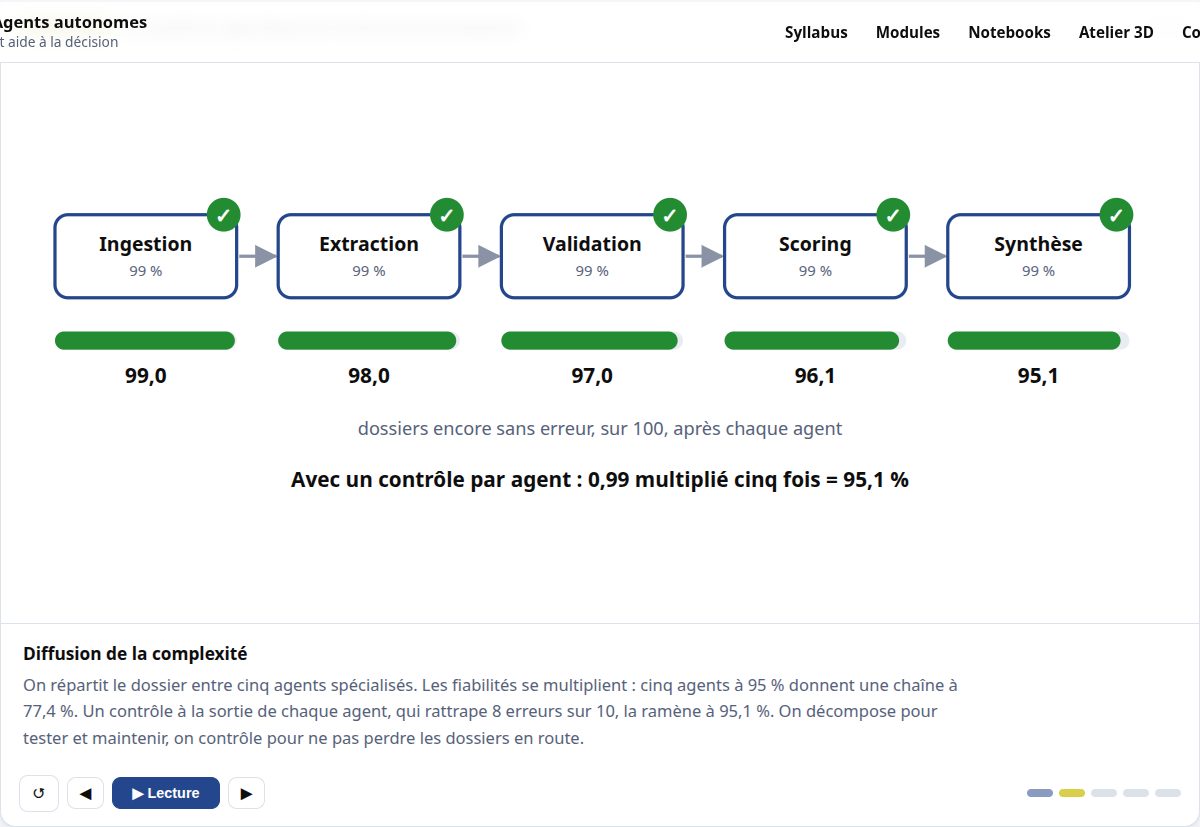 Agents autonomes
t aide à la décision
Syllabus Modules Notebooks Atelier 3D Co
✓ ✓ ✓ ✓ ✓
Ingestion Extraction Validation Scoring Synthèse
99 % 99 % 99 % 99 % 99 %
99,0 98,0 97,0 96,1 95,1
dossiers encore sans erreur, sur 100, après chaque agent
Avec un contrôle par agent : 0,99 multiplié cinq fois = 95,1 %
Diffusion de la complexité
On répartit le dossier entre cinq agents spécialisés. Les fiabilités se multiplient : cinq agents à 95 % donnent une chaîne à
77,4 %. Un contrôle à la sortie de chaque agent, qui rattrape 8 erreurs sur 10, la ramène à 95,1 %. On décompose pour
tester et maintenir, on contrôle pour ne pas perdre les dossiers en route.
↺ ◀ ▶ Lecture ▶